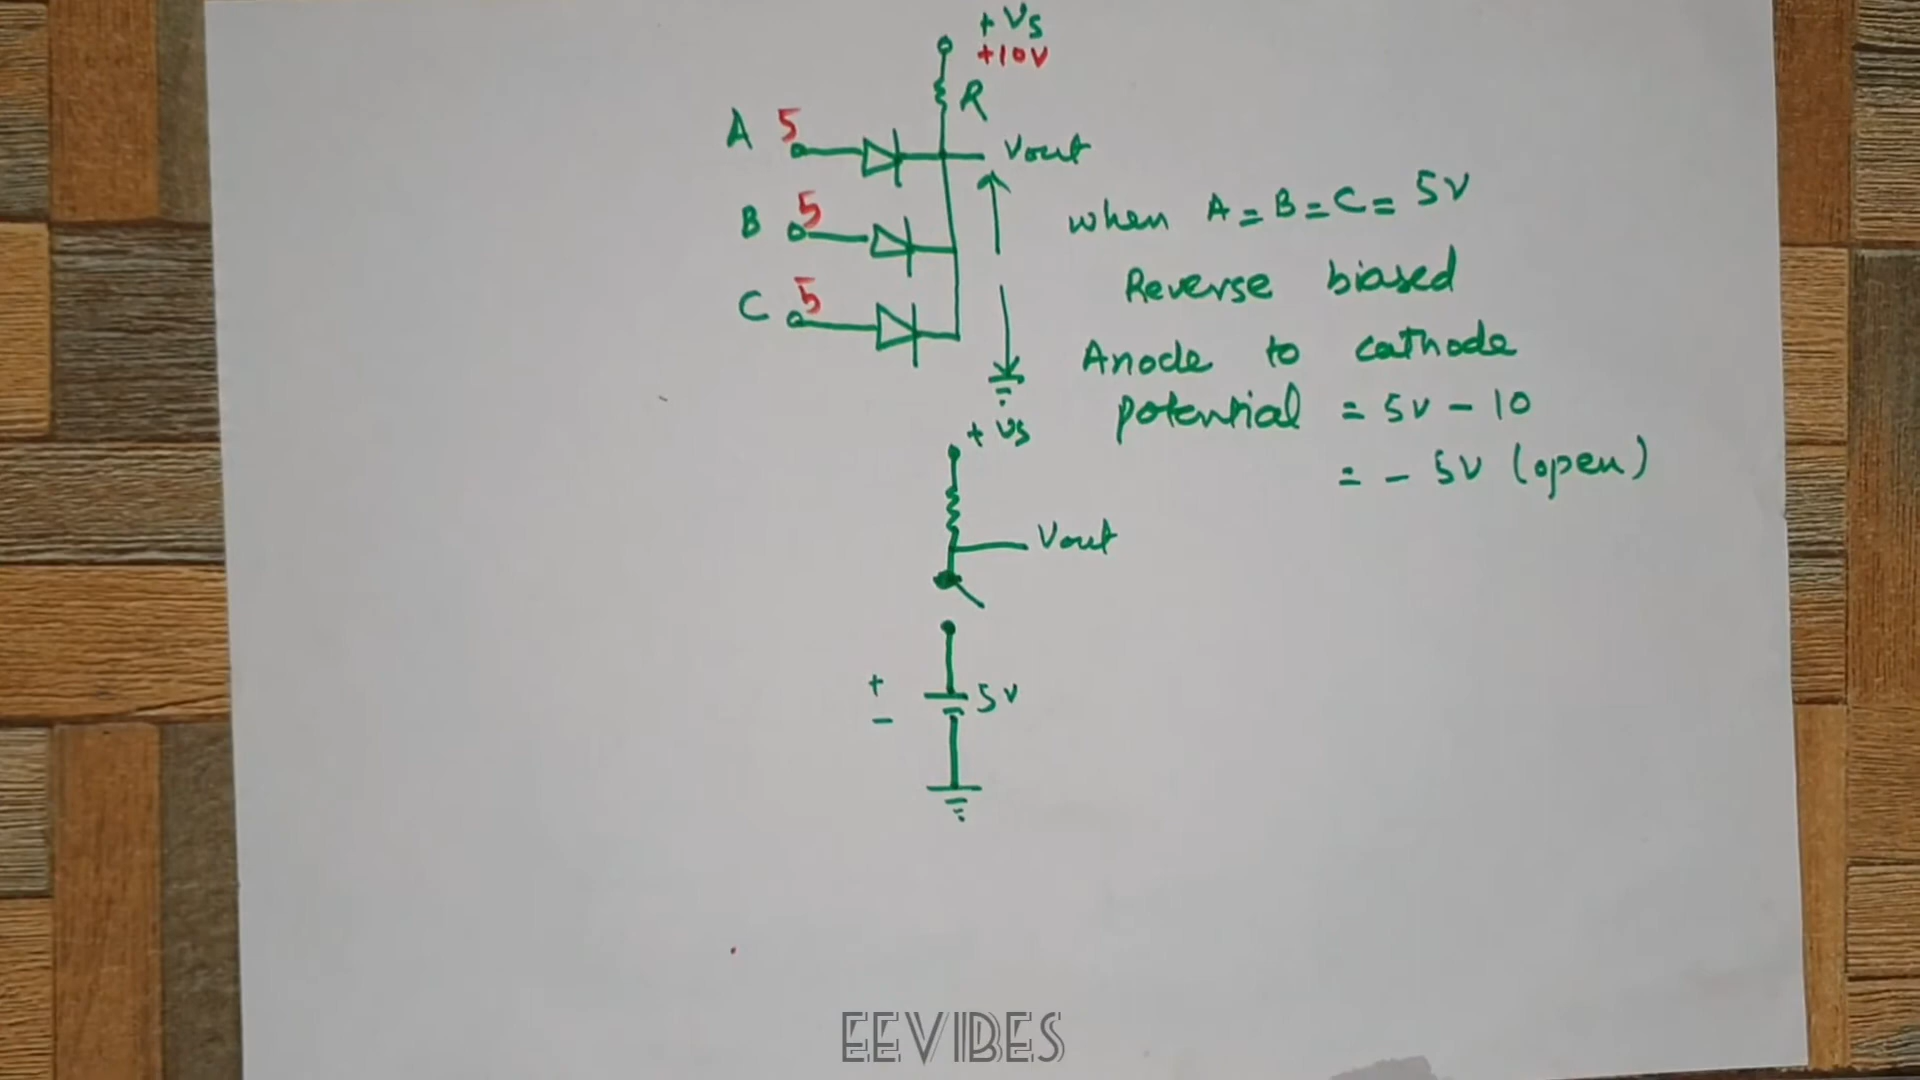 + Vs
+10V
R
A 5
Vout
B 5
when A = B = C = 5V
C 5
Reverse biased
Anode to cathode
potential = 5V - 10
= - 5V (open)
+ Vs
Vout
+
5V
-
EEVIBES